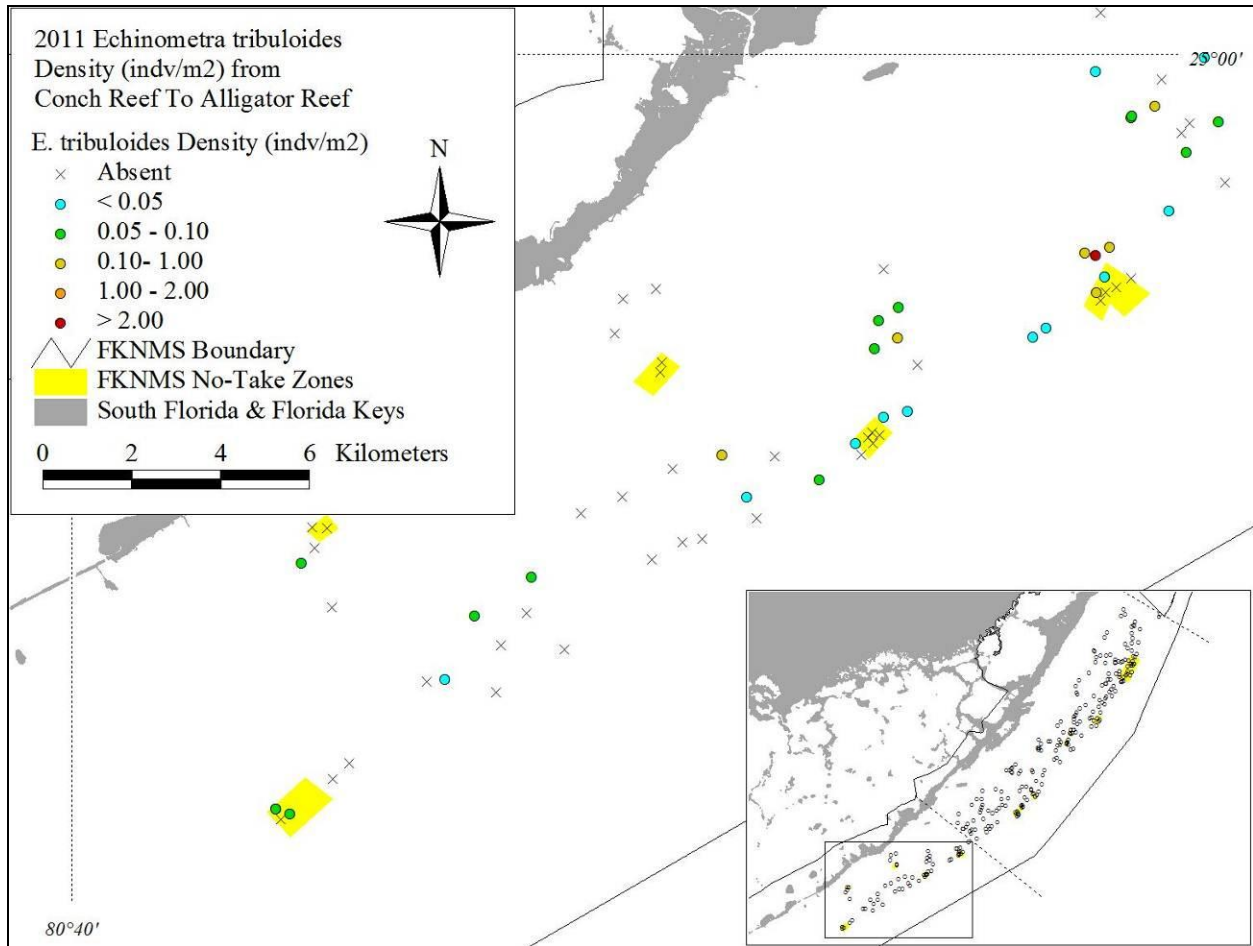 2011 Echinometra tribuloides
Density (indv/m2) from
Conch Reef To Alligator Reef
E. tribuloides Density (indv/m2)
N
Absent
< 0.05
0.05 - 0.10
0.10- 1.00
1.00 - 2.00
> 2.00
FKNMS Boundary
FKNMS No-Take Zones
South Florida & Florida Keys
0 2 4 6 Kilometers
25°00'
80°40'